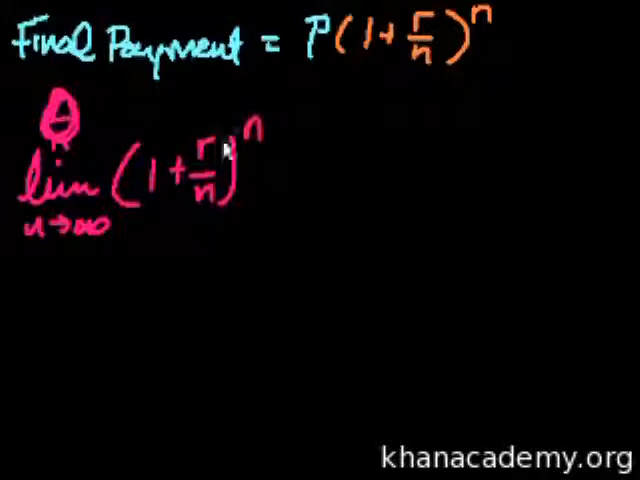 Final Payment = P(1+r/n)^n
lim (1+r/n)^n
n→∞
khanacademy.org